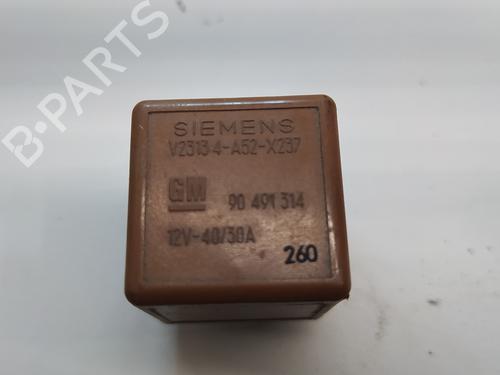 B-PARTS
SIEMENS
V23134-A52-X237
GM
90 491 314
12V-40/30A
260